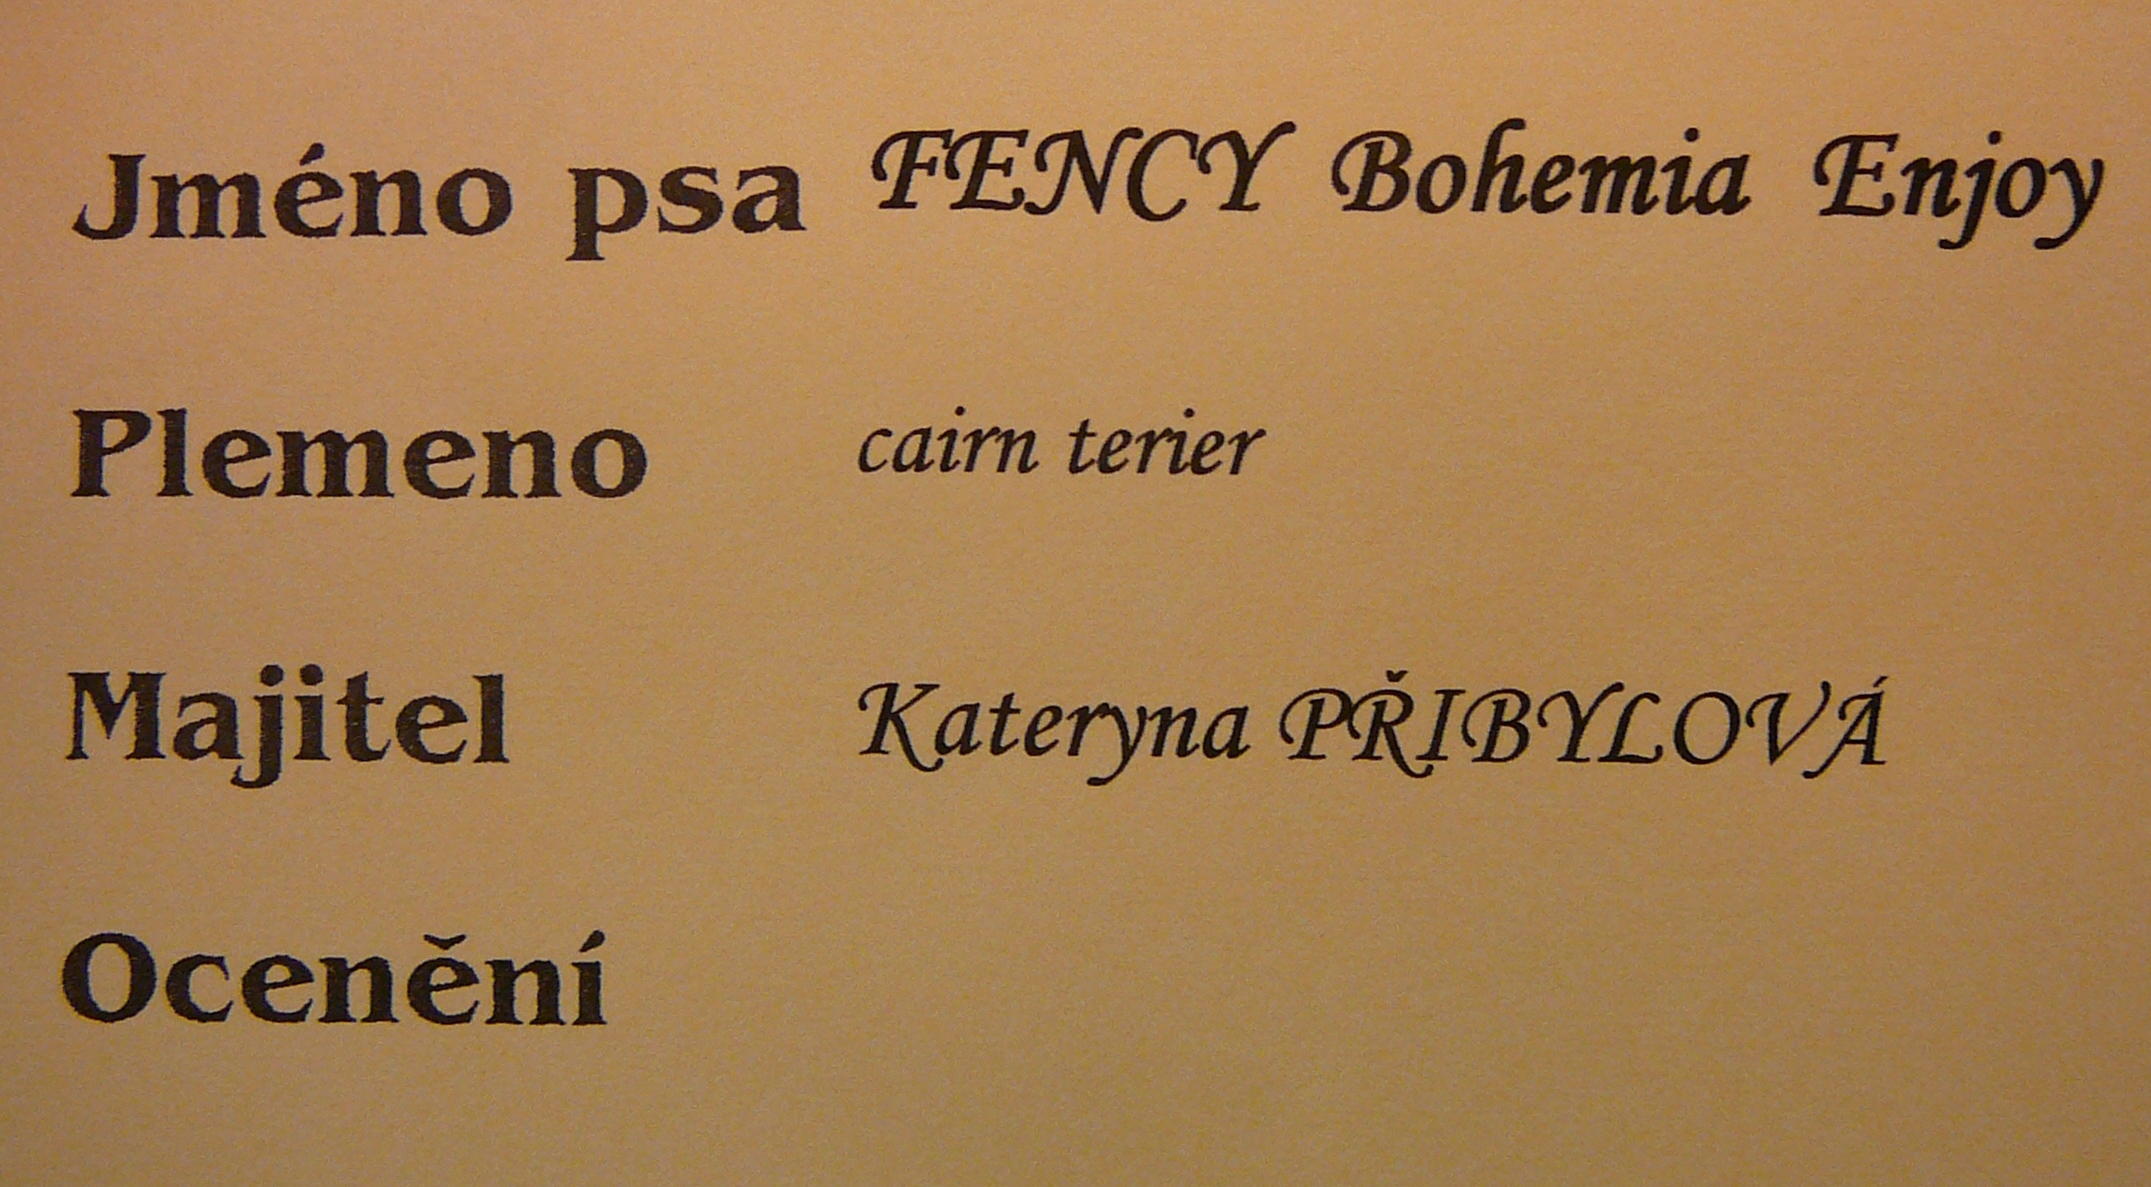 Jméno psa FENCY Bohemia Enjoy
Plemeno cairn terier
Majitel Kateryna PŘIBYLOVÁ
Ocenění